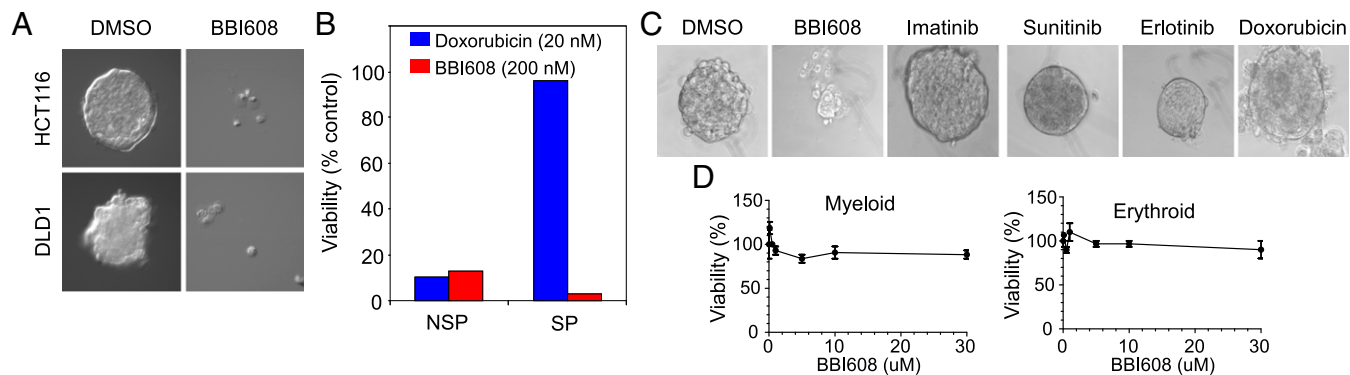 A
DMSO
BBI608
HCT116
DLD1
B
Doxorubicin (20 nM)
BBI608 (200 nM)
Viability (% control)
100
80
60
40
20
0
NSP
SP
C
DMSO
BBI608
Imatinib
Sunitinib
Erlotinib
Doxorubicin
D
Myeloid
Viability (%)
150
100
50
0
0
10
20
30
BBI608 (uM)
Erythroid
Viability (%)
150
100
50
0
0
10
20
30
BBI608 (uM)